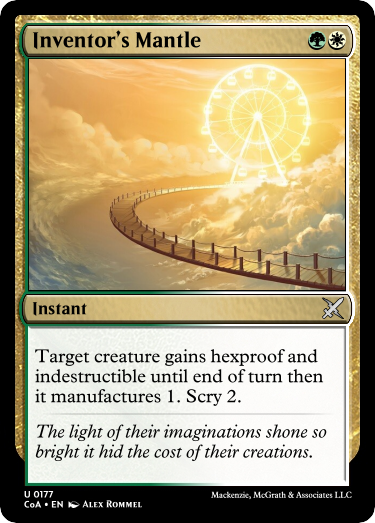 Inventor's Mantle
Instant
Target creature gains hexproof and
indestructible until end of turn then
it manufactures 1. Scry 2.
The light of their imaginations shone so
bright it hid the cost of their creations.
U 0177
CoA • EN Alex Rommel
Mackenzie, McGrath & Associates LLC